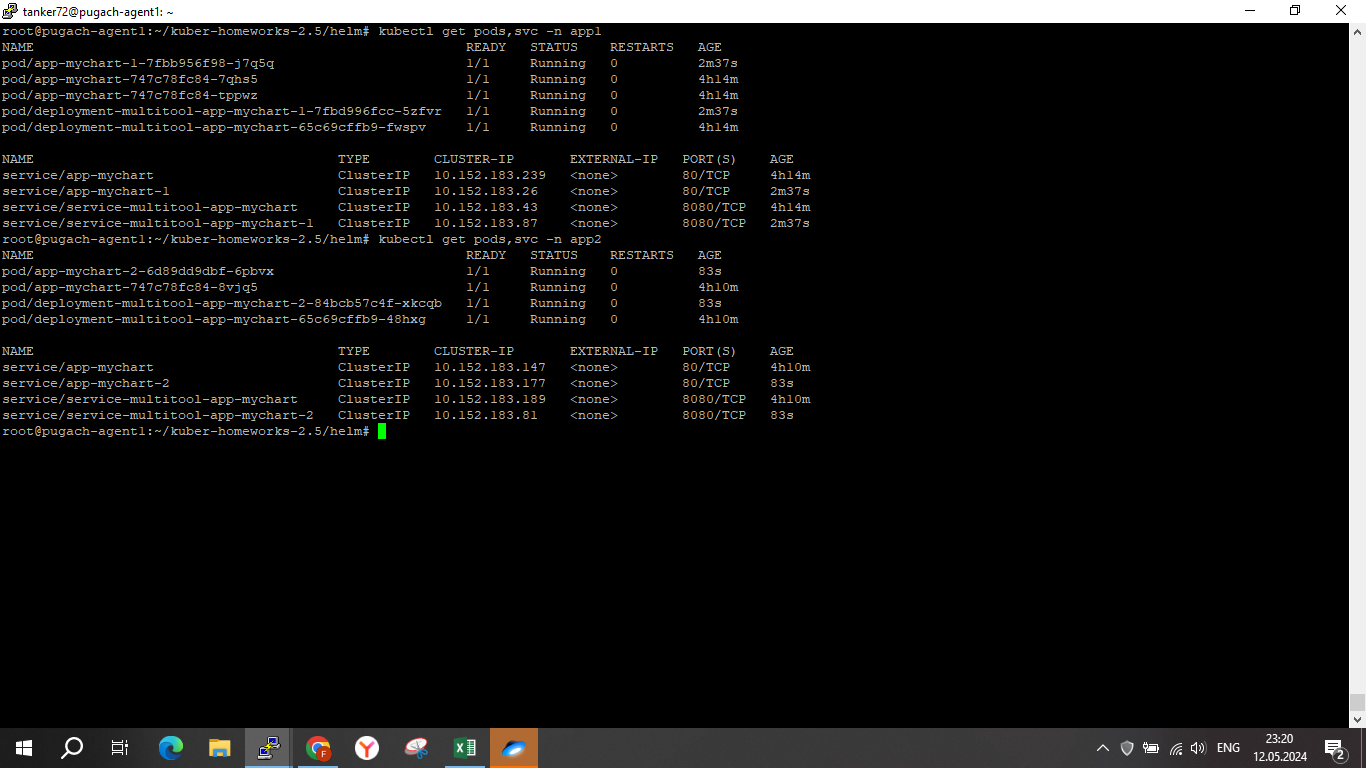 tanker72@pugach-agent1: ~
root@pugach-agent1:~/kuber-homeworks-2.5/helm# kubectl get pods,svc -n app1
NAME READY STATUS RESTARTS AGE
pod/app-mychart-1-7fbb956f98-j7q5q 1/1 Running 0 2m37s
pod/app-mychart-747c78fc84-7qhs5 1/1 Running 0 4h14m
pod/app-mychart-747c78fc84-tppwz 1/1 Running 0 4h14m
pod/deployment-multitool-app-mychart-1-7fbd996fcc-5zfvr 1/1 Running 0 2m37s
pod/deployment-multitool-app-mychart-65c69cffb9-fwspv 1/1 Running 0 4h14m
NAME TYPE CLUSTER-IP EXTERNAL-IP PORT(S) AGE
service/app-mychart ClusterIP 10.152.183.239 <none> 80/TCP 4h14m
service/app-mychart-1 ClusterIP 10.152.183.26 <none> 80/TCP 2m37s
service/service-multitool-app-mychart ClusterIP 10.152.183.43 <none> 8080/TCP 4h14m
service/service-multitool-app-mychart-1 ClusterIP 10.152.183.87 <none> 8080/TCP 2m37s
root@pugach-agent1:~/kuber-homeworks-2.5/helm# kubectl get pods,svc -n app2
NAME READY STATUS RESTARTS AGE
pod/app-mychart-2-6d89dd9dbf-6pbvx 1/1 Running 0 83s
pod/app-mychart-747c78fc84-8vjq5 1/1 Running 0 4h10m
pod/deployment-multitool-app-mychart-2-84bcb57c4f-xkcqb 1/1 Running 0 83s
pod/deployment-multitool-app-mychart-65c69cffb9-48hxg 1/1 Running 0 4h10m
NAME TYPE CLUSTER-IP EXTERNAL-IP PORT(S) AGE
service/app-mychart ClusterIP 10.152.183.147 <none> 80/TCP 4h10m
service/app-mychart-2 ClusterIP 10.152.183.177 <none> 80/TCP 83s
service/service-multitool-app-mychart ClusterIP 10.152.183.189 <none> 8080/TCP 4h10m
service/service-multitool-app-mychart-2 ClusterIP 10.152.183.81 <none> 8080/TCP 83s
root@pugach-agent1:~/kuber-homeworks-2.5/helm#
ENG
23:20
12.05.2024
2